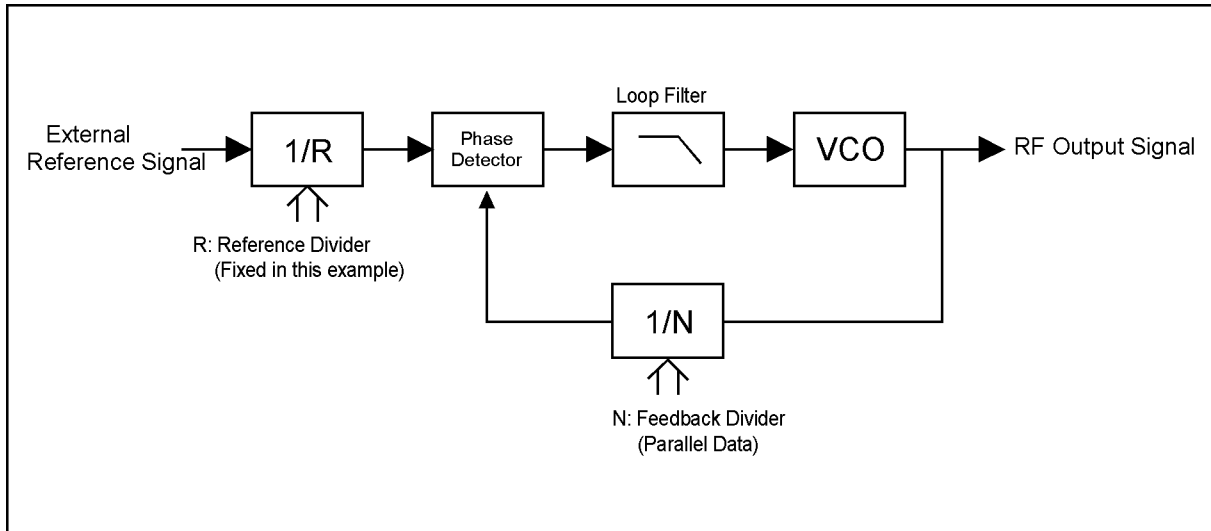 Loop Filter
External
Reference Signal
1/R
Phase
Detector
VCO
RF Output Signal
R: Reference Divider
(Fixed in this example)
1/N
N: Feedback Divider
(Parallel Data)